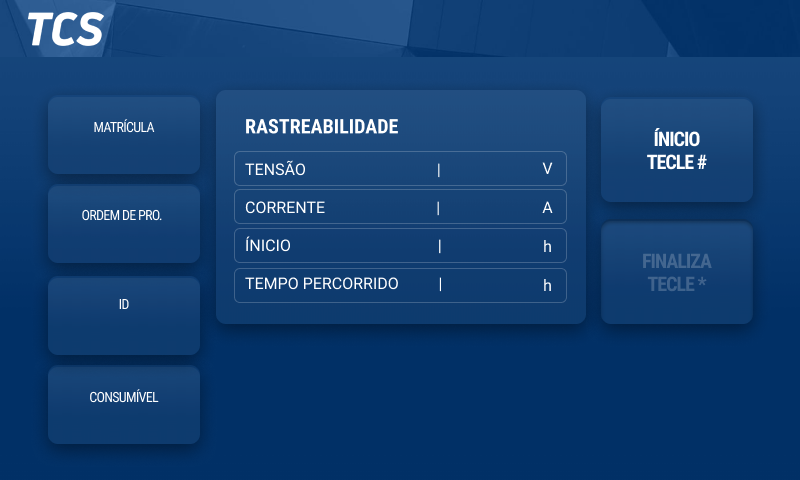 TCS
MATRÍCULA
ORDEM DE PRO.
ID
CONSUMÍVEL
RASTREABILIDADE
TENSÃO | V
CORRENTE | A
ÍNICIO | h
TEMPO PERCORRIDO | h
ÍNICIO
TECLE #
FINALIZA
TECLE *